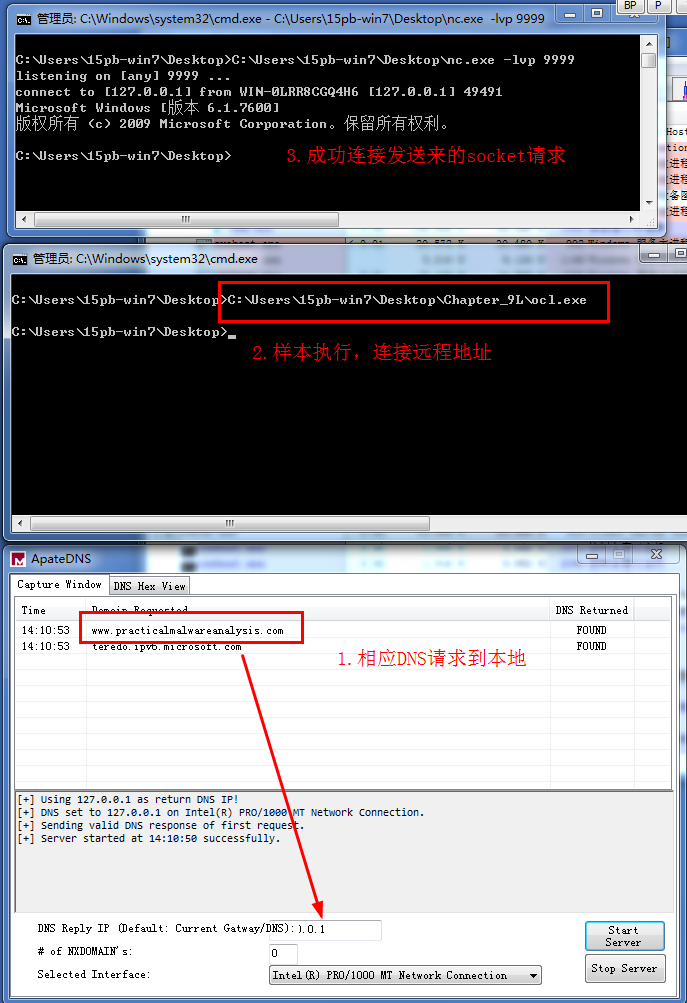 管理员: C:\Windows\system32\cmd.exe - C:\Users\15pb-win7\Desktop\nc.exe -lvp 9999
BP P
C:\Users\15pb-win7\Desktop>C:\Users\15pb-win7\Desktop\nc.exe -lvp 9999
listening on [any] 9999 ...
connect to [127.0.0.1] from WIN-0LRR8CGQ4H6 [127.0.0.1] 49491
Microsoft Windows [版本 6.1.7600]
版权所有 (c) 2009 Microsoft Corporation。保留所有权利。
C:\Users\15pb-win7\Desktop>
3.成功连接发送来的socket请求
管理员: C:\Windows\system32\cmd.exe
C:\Users\15pb-win7\Desktop>C:\Users\15pb-win7\Desktop\Chapter_9L\ocl.exe
C:\Users\15pb-win7\Desktop>
2.样本执行，连接远程地址
ApateDNS
Capture Window DNS Hex View
Time Domain Requested DNS Returned
14:10:53 www.practicalmalwareanalysis.com FOUND
14:10:53 teredo.ipv6.microsoft.com FOUND
1.相应DNS请求到本地
[+] Using 127.0.0.1 as return DNS IP!
[+] DNS set to 127.0.0.1 on Intel(R) PRO/1000 MT Network Connection.
[+] Sending valid DNS response of first request.
[+] Server started at 14:10:50 successfully.
DNS Reply IP (Default: Current Gatway/DNS): .0.1
# of NXDOMAIN's: 0
Selected Interface: Intel(R) PRO/1000 MT Network Connection
Start Server
Stop Server